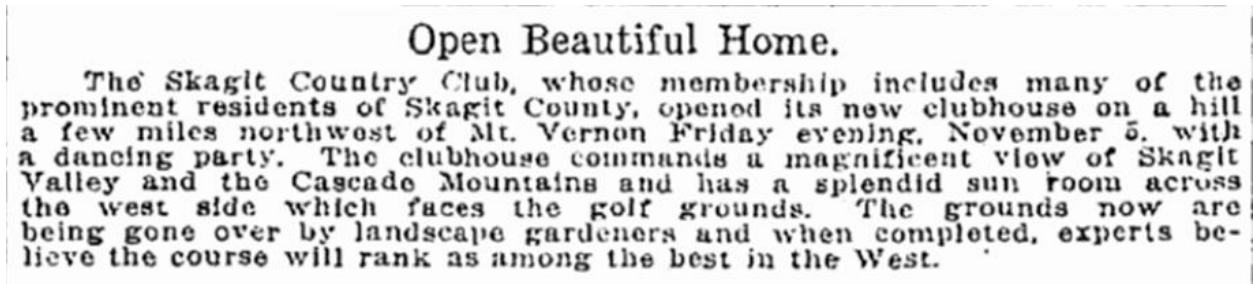 Open Beautiful Home.
The Skagit Country Club, whose membership includes many of the
prominent residents of Skagit County, opened its new clubhouse on a hill
a few miles northwest of Mt. Vernon Friday evening, November 5, with
a dancing party. The clubhouse commands a magnificent view of Skagit
Valley and the Cascade Mountains and has a splendid sun room across
the west side which faces the golf grounds. The grounds now are
being gone over by landscape gardeners and when completed, experts be-
lieve the course will rank as among the best in the West.